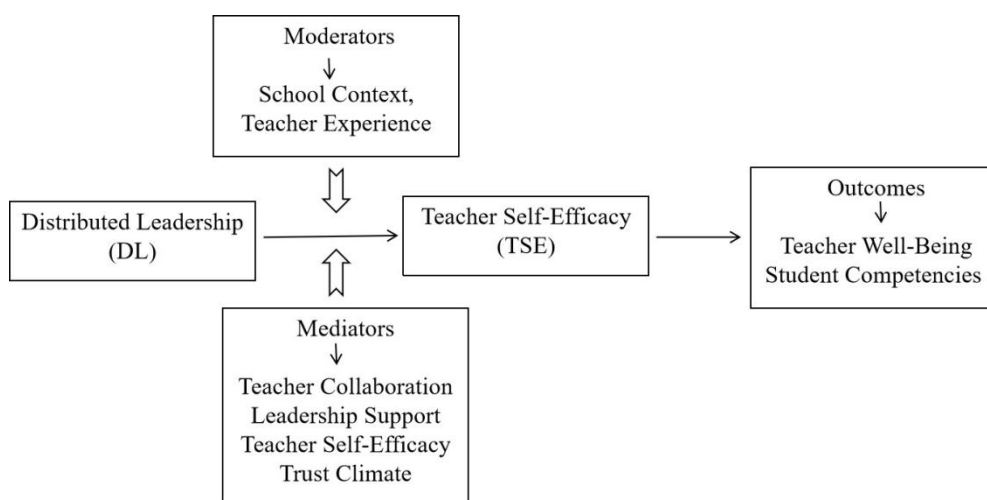 Moderators
School Context,
Teacher Experience
Distributed Leadership
(DL)
Teacher Self-Efficacy
(TSE)
Outcomes
Teacher Well-Being
Student Competencies
Mediators
Teacher Collaboration
Leadership Support
Teacher Self-Efficacy
Trust Climate